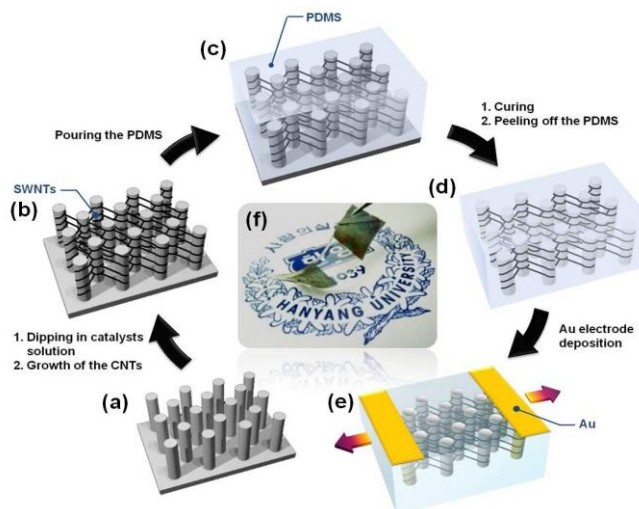 PDMS
(c)
Pouring the PDMS
1. Curing
2. Peeling off the PDMS
SWNTs
(b)
(d)
(f)
HANYANG UNIVERSITY
1. Dipping in catalysts
solution
2. Growth of the CNTs
Au electrode
deposition
(a)
(e)
Au